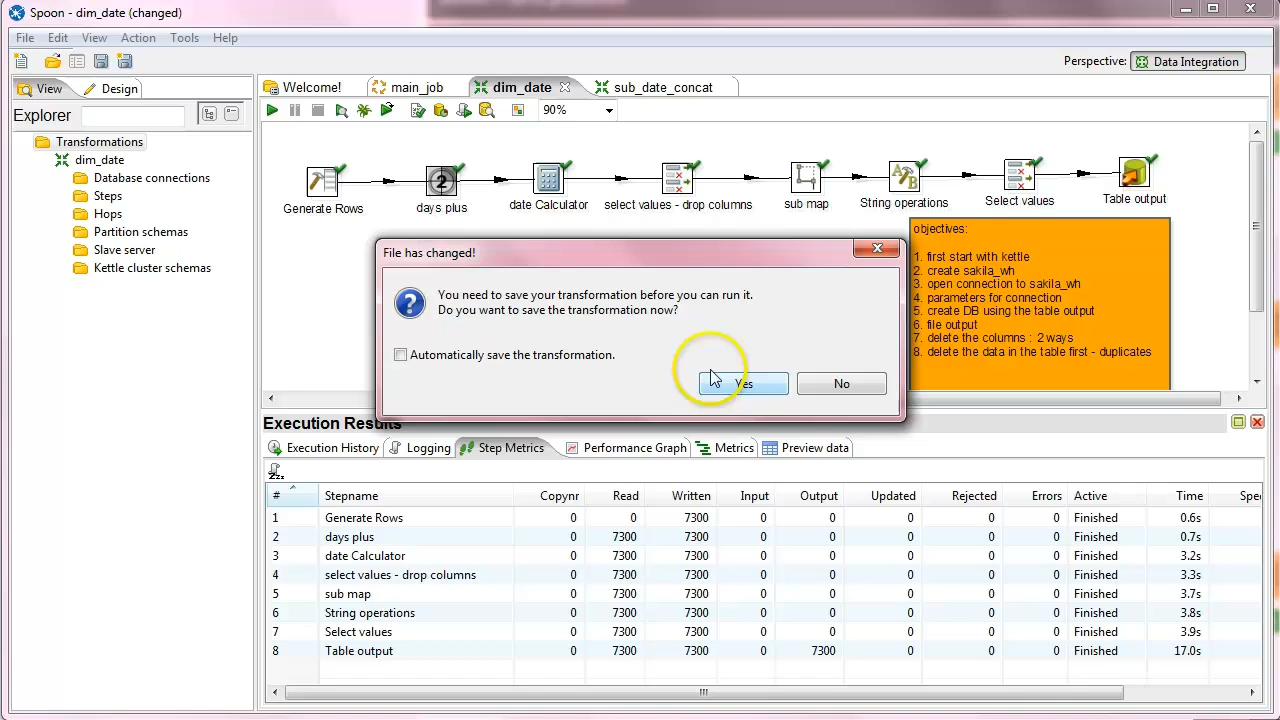 Spoon - dim_date (changed)
File Edit View Action Tools Help
Perspective: Data Integration
View Design
Welcome! main_job dim_date sub_date_concat
Explorer
90%
Transformations
dim_date
Database connections
Steps
Hops
Partition schemas
Slave server
Kettle cluster schemas
2
Generate Rows days plus date Calculator select values - drop columns sub map String operations Select values Table output
objectives:
1. first start with kettle
2. create sakila_wh
3. open connection to sakila_wh
4. parameters for connection
5. create DB using the table output
6. file output
7. delete the columns : 2 ways
8. delete the data in the table first - duplicates
File has changed!
You need to save your transformation before you can run it.
Do you want to save the transformation now?
Automatically save the transformation.
Yes No
Execution Results
Execution History Logging Step Metrics Performance Graph Metrics Preview data
# Stepname Copynr Read Written Input Output Updated Rejected Errors Active Time
1 Generate Rows 0 0 7300 0 0 0 0 0 Finished 0.6s
2 days plus 0 7300 7300 0 0 0 0 0 Finished 0.7s
3 date Calculator 0 7300 7300 0 0 0 0 0 Finished 3.2s
4 select values - drop columns 0 7300 7300 0 0 0 0 0 Finished 3.3s
5 sub map 0 7300 7300 0 0 0 0 0 Finished 3.7s
6 String operations 0 7300 7300 0 0 0 0 0 Finished 3.8s
7 Select values 0 7300 7300 0 0 0 0 0 Finished 3.9s
8 Table output 0 7300 7300 0 7300 0 0 0 Finished 17.0s